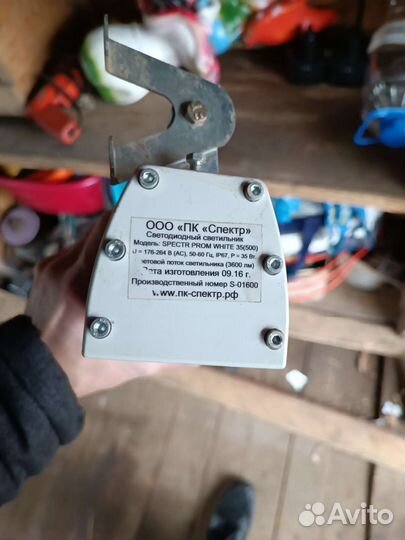 ООО «ПК «Спектр»
Светодиодный светильник
Модель: SPECTR PROM WHITE 35(500)
U = 176-264 В (AC), 50-60 Гц, IP67, P = 35 Вт
ветовой поток светильника (3600 лм)
Дата изготовления 09.16 г.
Производственный номер S-01600
www.пк-спектр.рф
Avito